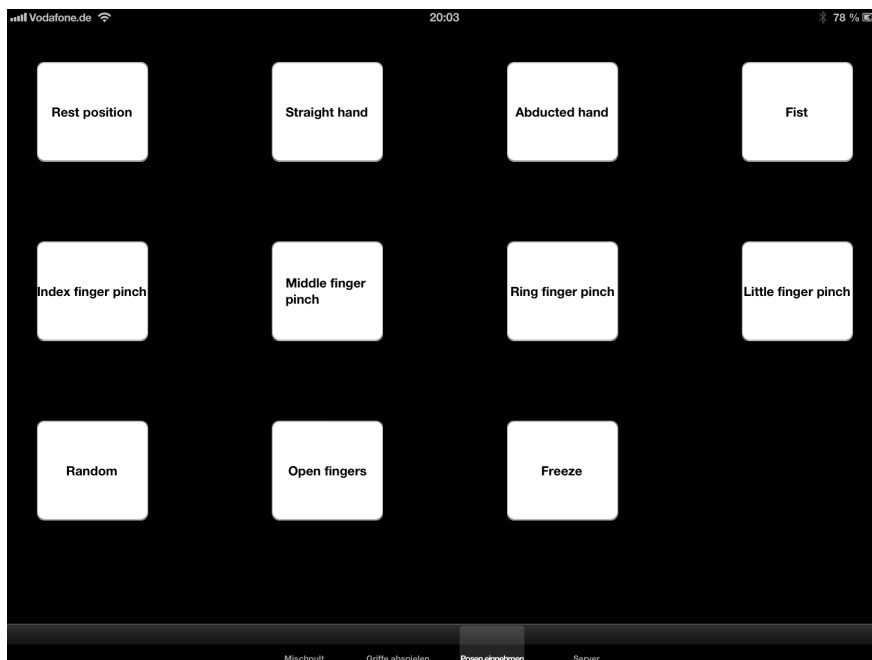 Vodafone.de
20:03
78 %
Rest position
Straight hand
Abducted hand
Fist
Index finger pinch
Middle finger
pinch
Ring finger pinch
Little finger pinch
Random
Open fingers
Freeze
Mischpult
Griffe abspielen
Posen einnehmen
Server